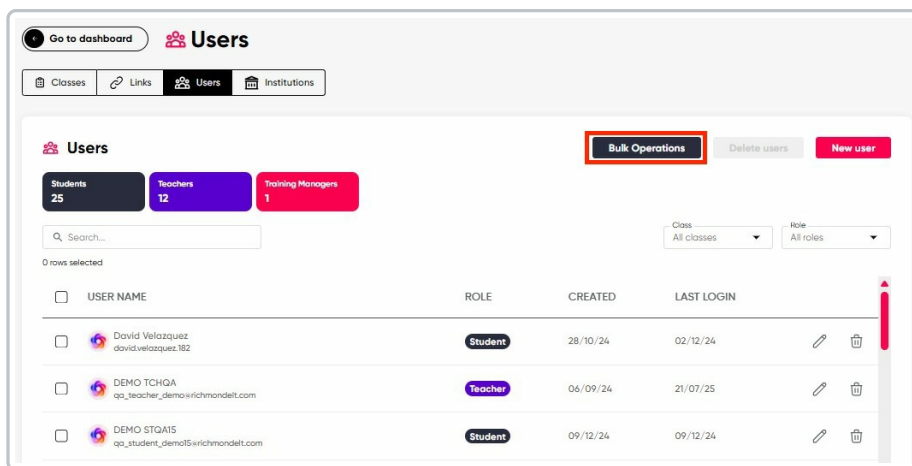 Go to dashboard
Users
Classes
Links
Users
Institutions
Users
Bulk Operations
Delete users
New user
Students
25
Teachers
12
Training Managers
1
Search...
Class
All classes
Role
All roles
0 rows selected
USER NAME ROLE CREATED LAST LOGIN
David Velazquez
david.velazquez.182
Student 28/10/24 02/12/24
DEMO TCHQA
qa_teacher_demo@richmondelt.com
Teacher 06/09/24 21/07/25
DEMO STQA15
qa_student_demo15@richmondelt.com
Student 09/12/24 09/12/24